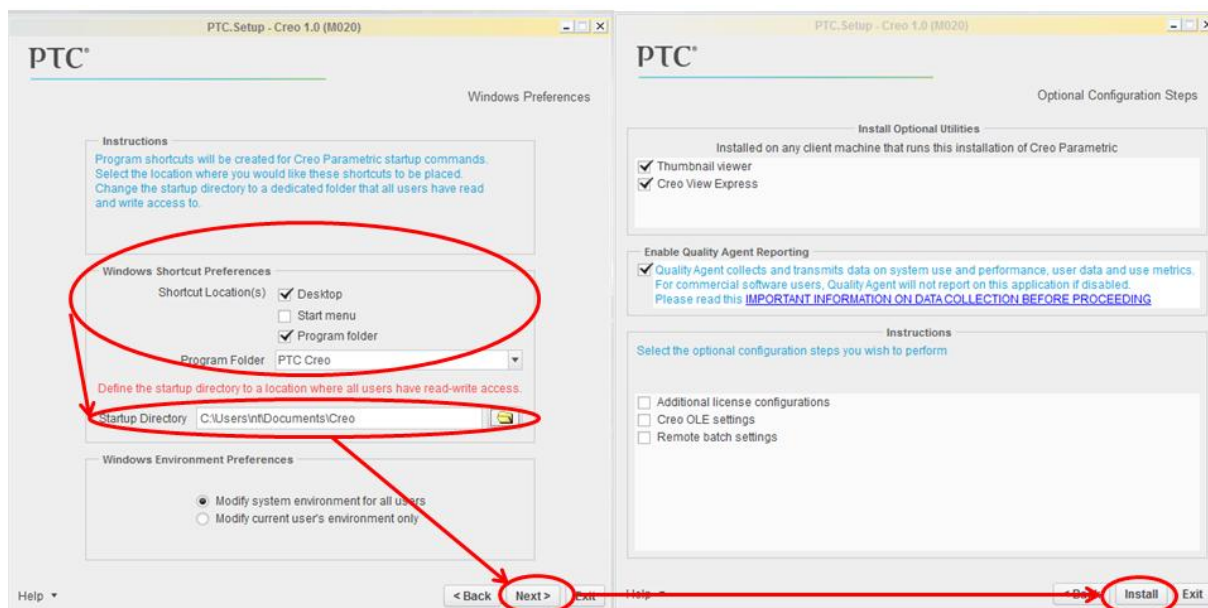 PTC.Setup - Creo 1.0 (M020)
PTC®
Windows Preferences
Instructions
Program shortcuts will be created for Creo Parametric startup commands.
Select the location where you would like these shortcuts to be placed.
Change the startup directory to a dedicated folder that all users have read
and write access to.
Windows Shortcut Preferences
Shortcut Location(s) Desktop
Start menu
Program folder
Program Folder PTC Creo
Define the startup directory to a location where all users have read-write access.
Startup Directory C:\Users\nt\Documents\Creo
Windows Environment Preferences
Modify system environment for all users
Modify current user's environment only
Help < Back Next > Exit
PTC.Setup - Creo 1.0 (M020)
PTC®
Optional Configuration Steps
Install Optional Utilities
Installed on any client machine that runs this installation of Creo Parametric
Thumbnail viewer
Creo View Express
Enable Quality Agent Reporting
Quality Agent collects and transmits data on system use and performance, user data and use metrics.
For commercial software users, Quality Agent will not report on this application if disabled.
Please read this IMPORTANT INFORMATION ON DATA COLLECTION BEFORE PROCEEDING
Instructions
Select the optional configuration steps you wish to perform
Additional license configurations
Creo OLE settings
Remote batch settings
Help < Back Install Exit